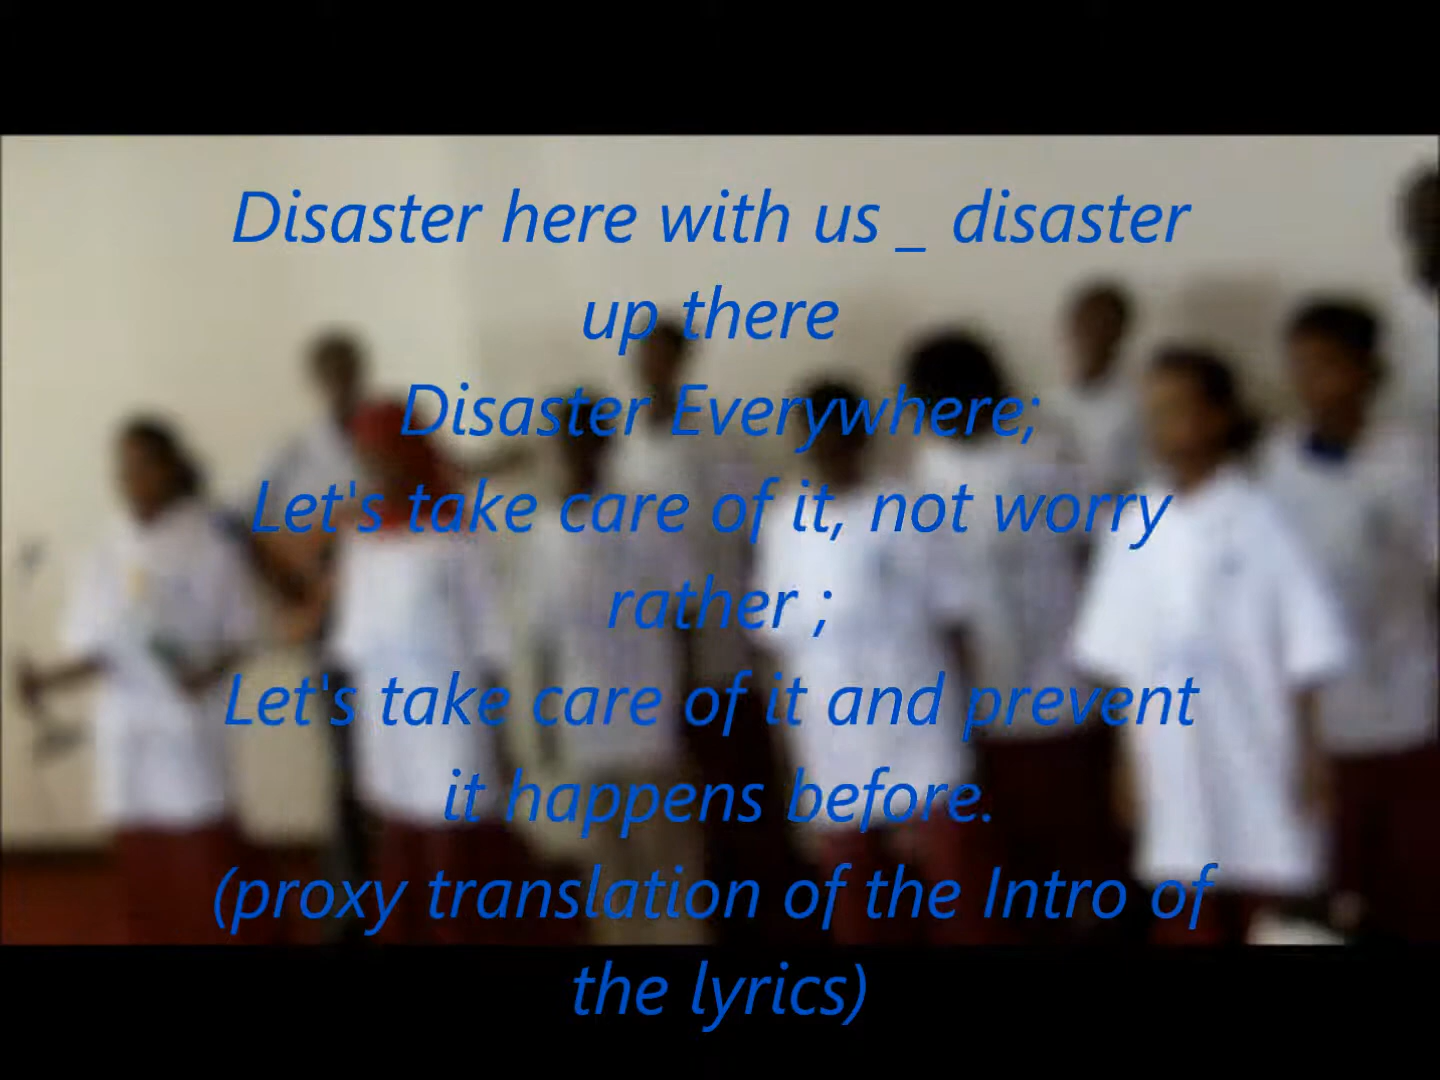 Disaster here with us _ disaster
up there
Disaster Everywhere;
Let's take care of it, not worry
rather ;
Let's take care of it and prevent
it happens before.
(proxy translation of the Intro of
the lyrics)